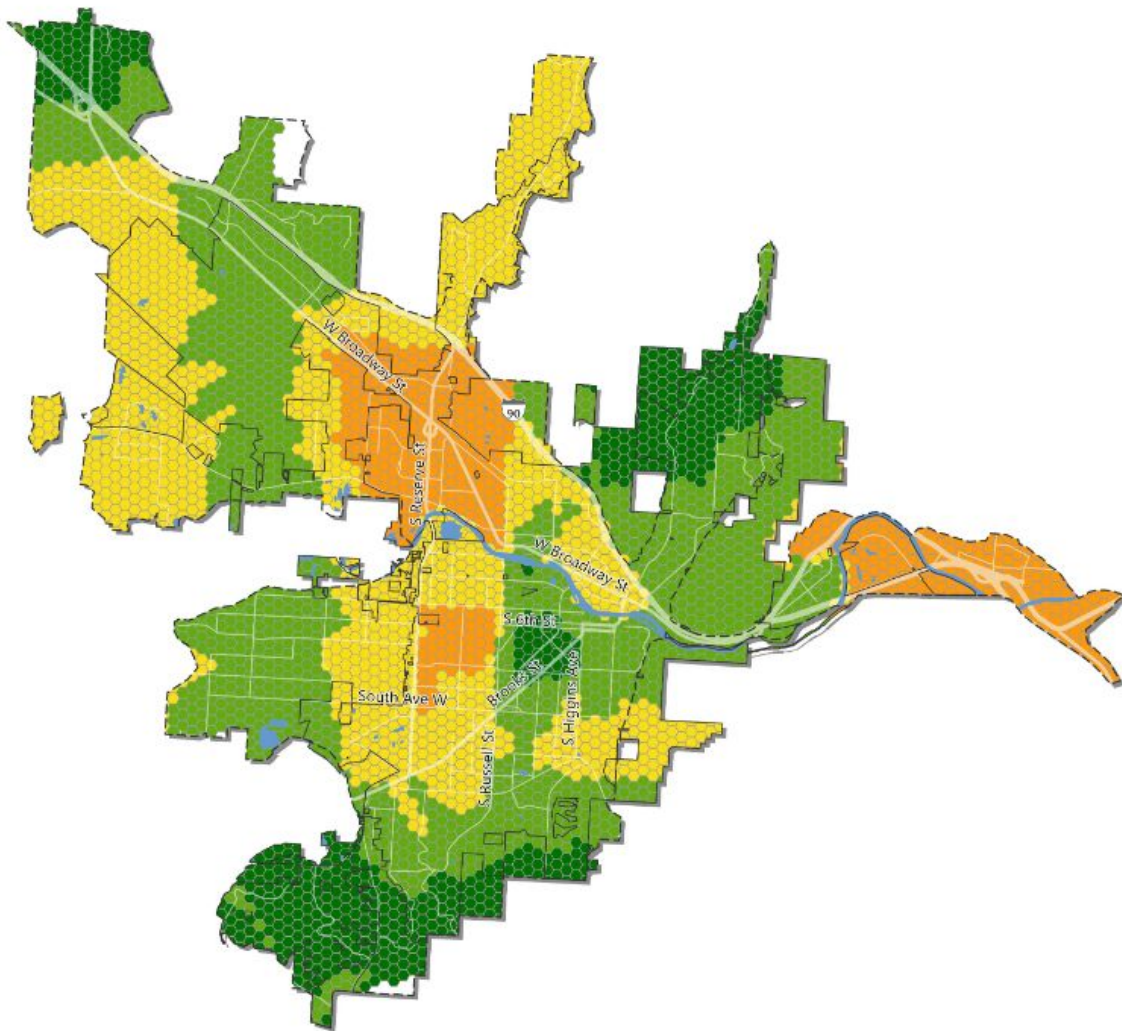 W Broadway St
90
S Reserve St
W Broadway St
S 6th St
Brooks St
South Ave W
S Higgins Ave
S Russell St